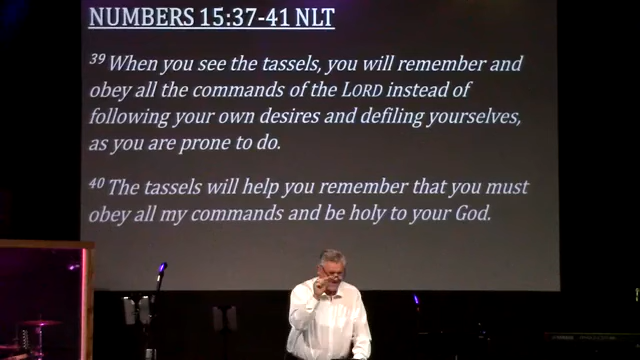 NUMBERS 15:37-41 NLT
39 When you see the tassels, you will remember and
obey all the commands of the LORD instead of
following your own desires and defiling yourselves,
as you are prone to do.
40 The tassels will help you remember that you must
obey all my commands and be holy to your God.